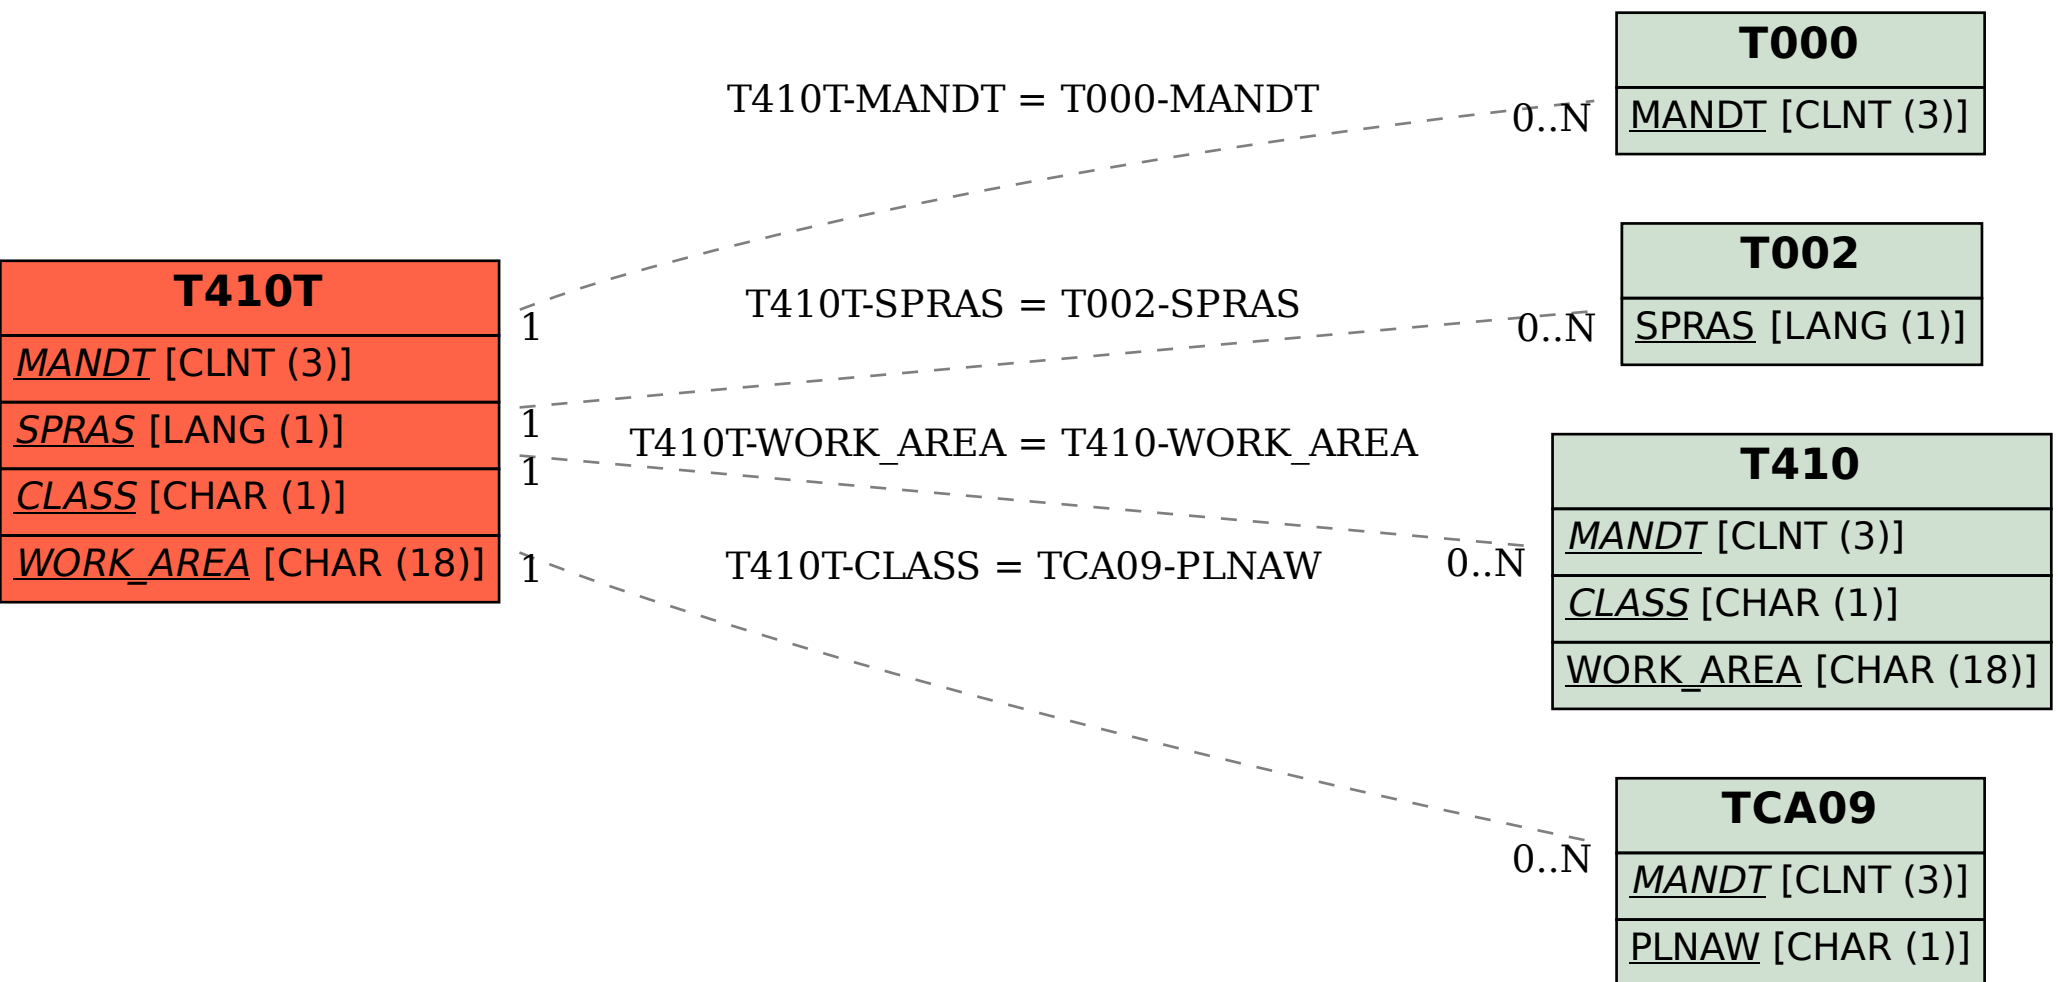 T410T
MANDT [CLNT (3)]
SPRAS [LANG (1)]
CLASS [CHAR (1)]
WORK_AREA [CHAR (18)]
T410T-MANDT = T000-MANDT
1
0..N
T410T-SPRAS = T002-SPRAS
1
0..N
T410T-WORK_AREA = T410-WORK_AREA
1
0..N
T410T-CLASS = TCA09-PLNAW
1
0..N
T000
MANDT [CLNT (3)]
T002
SPRAS [LANG (1)]
T410
MANDT [CLNT (3)]
CLASS [CHAR (1)]
WORK_AREA [CHAR (18)]
TCA09
MANDT [CLNT (3)]
PLNAW [CHAR (1)]